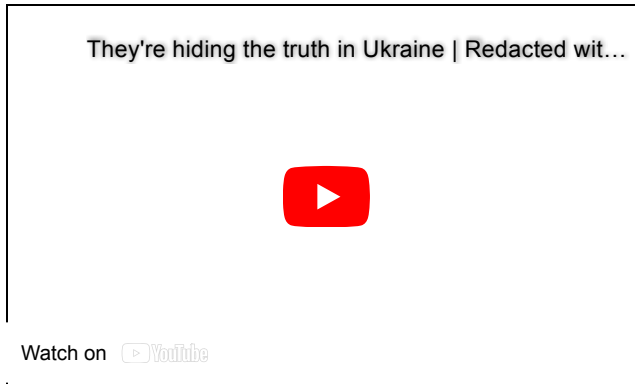 They're hiding the truth in Ukraine | Redacted wit…
Watch on YouTube